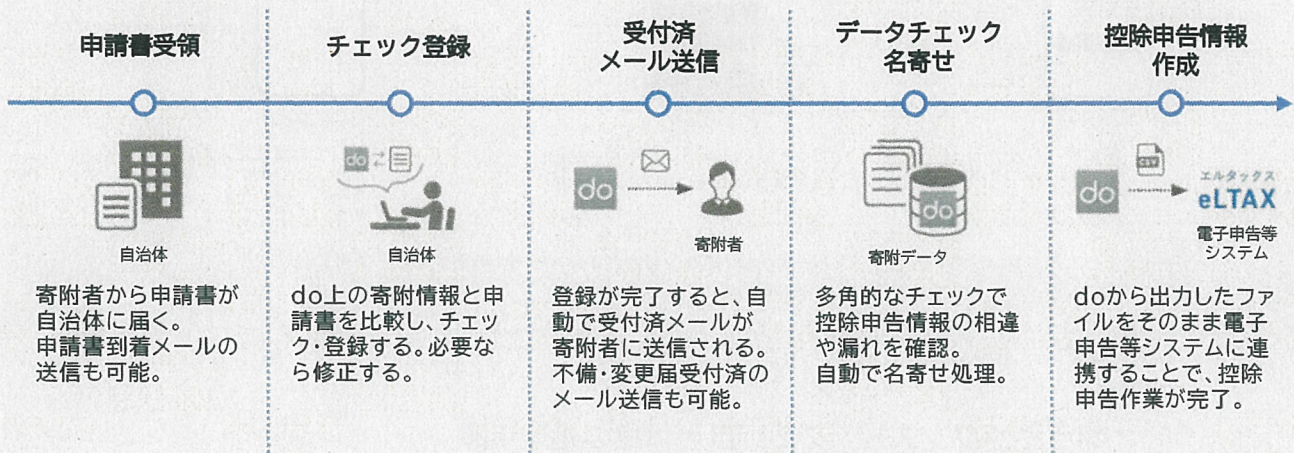 申請書受領
自治体
寄附者から申請書が
自治体に届く。
申請書到着メールの
送信も可能。
チェック登録
do
自治体
do上の寄附情報と申
請書を比較し、チェッ
ク・登録する。必要な
ら修正する。
受付済
メール送信
do
寄附者
登録が完了すると、自
動で受付済メールが
寄附者に送信される。
不備・変更届受付済の
メール送信も可能。
データチェック
名寄せ
do
寄附データ
多角的なチェックで
控除申告情報の相違
や漏れを確認。
自動で名寄せ処理。
控除申告情報
作成
CSV
do
エルタックス
eLTAX
電子申告等
システム
doから出力したファ
イルをそのまま電子
申告等システムに連
携することで、控除
申告作業が完了。